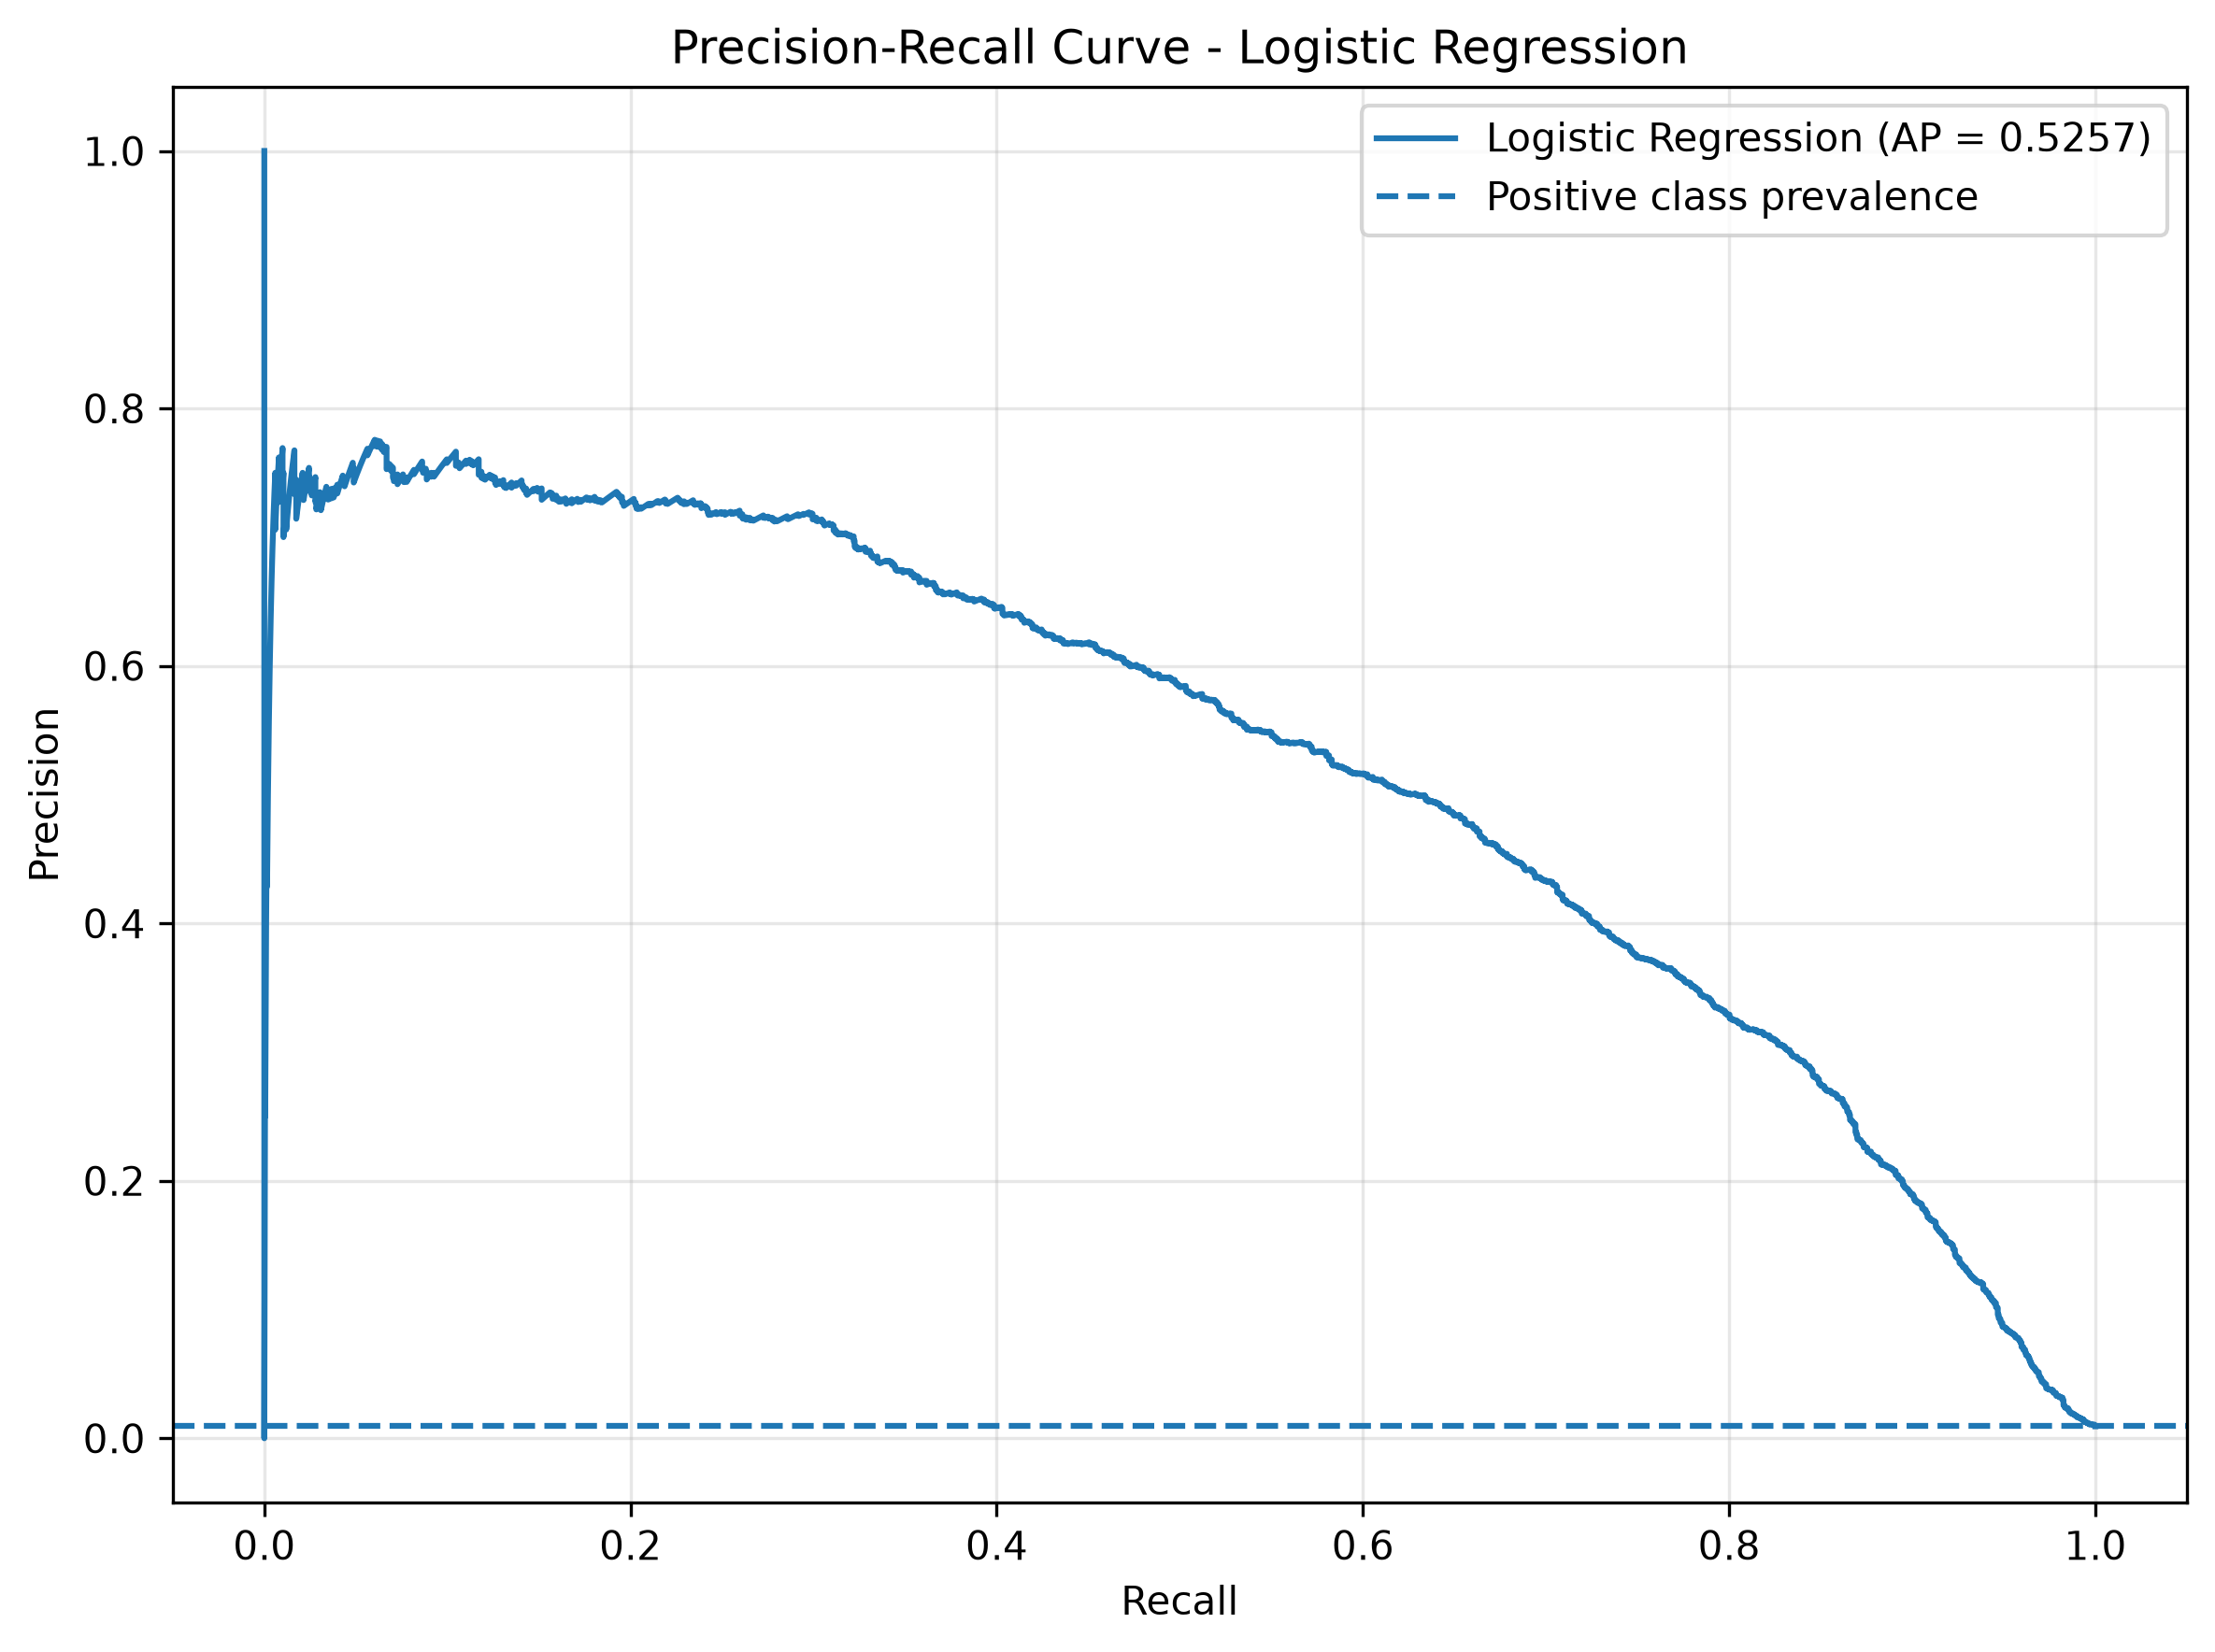 Precision-Recall Curve - Logistic Regression
Logistic Regression (AP = 0.5257)
Positive class prevalence
1.0
0.8
0.6
0.4
0.2
0.0
Precision
0.0 0.2 0.4 0.6 0.8 1.0
Recall